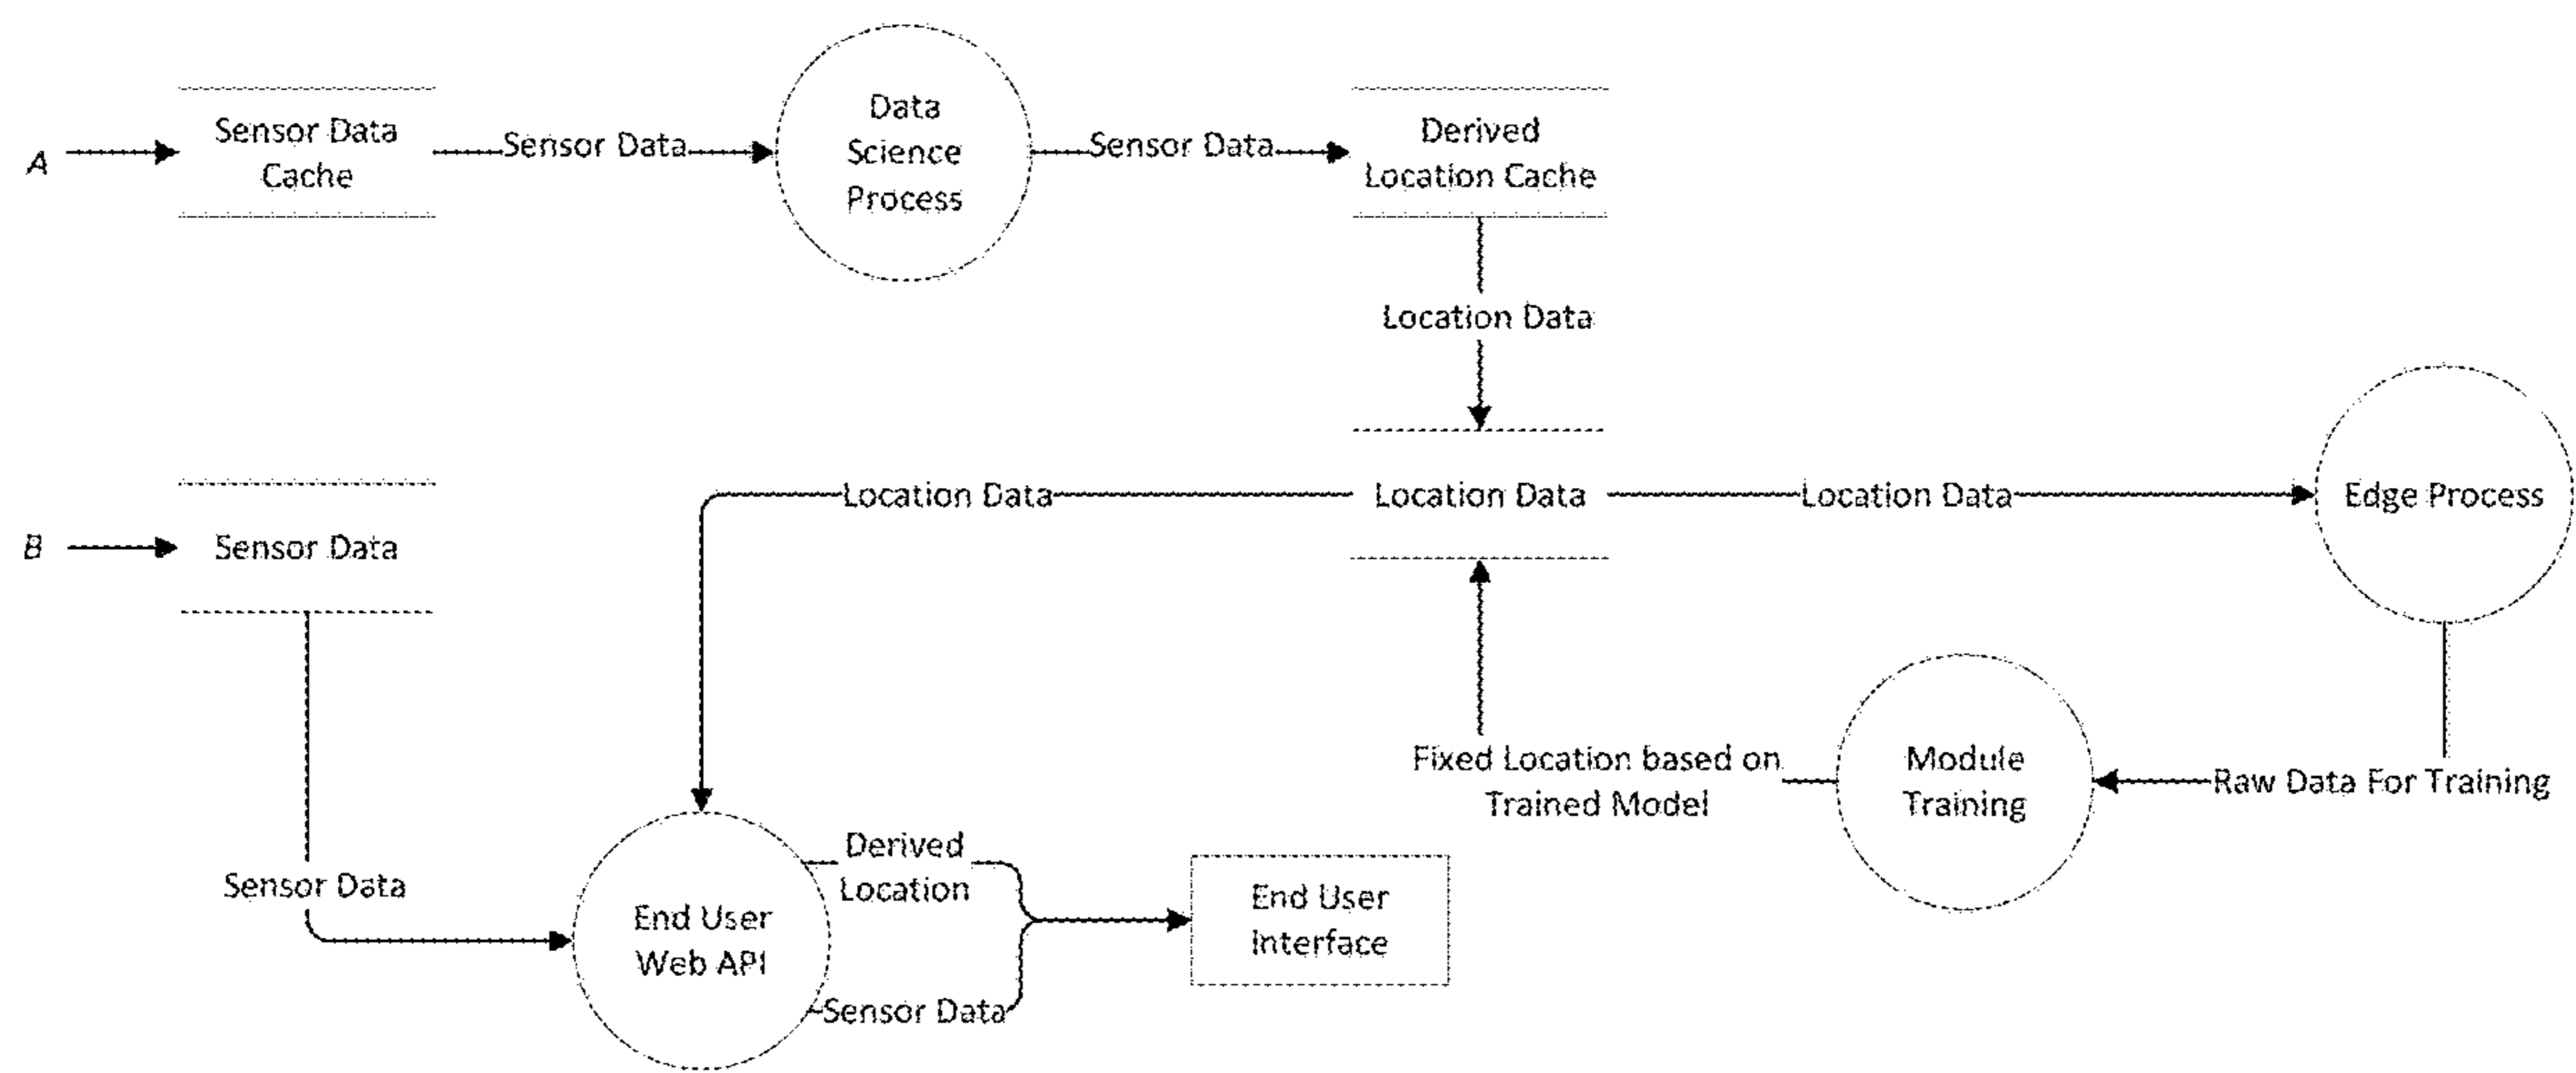 A
Sensor Data
Cache
Sensor Data
Data
Science
Process
Sensor Data
Derived
Location Cache
Location Data
B
Sensor Data
Location Data
Location Data
Location Data
Edge Process
Sensor Data
End User
Web API
Derived
Location
Sensor Data
End User
Interface
Fixed Location based on
Trained Model
Module
Training
Raw Data For Training